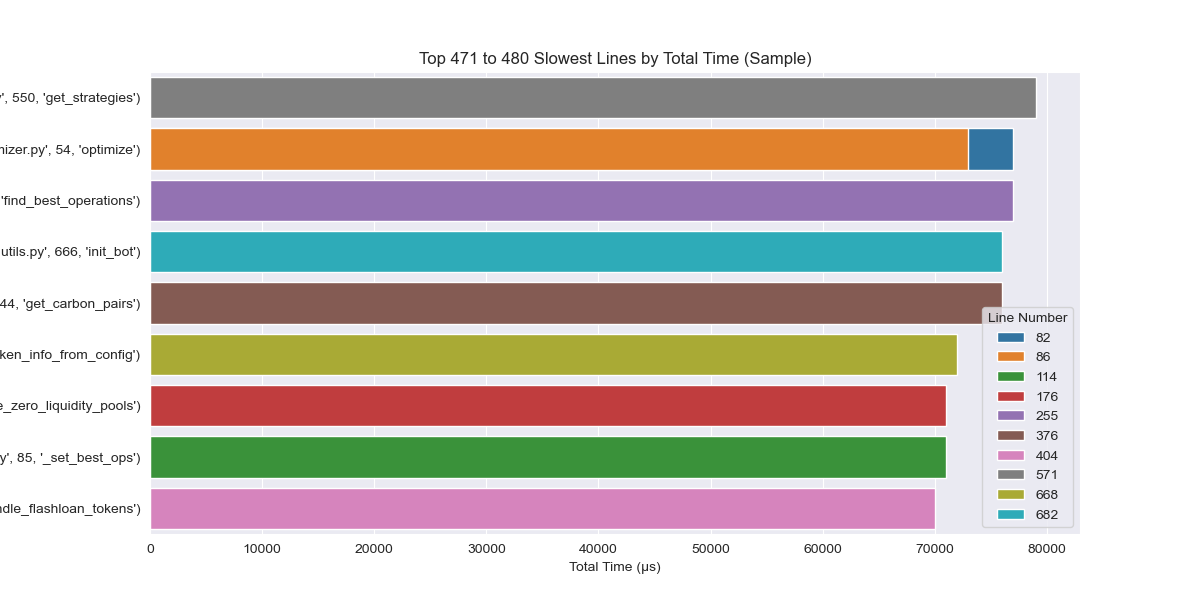 Top 471 to 480 Slowest Lines by Total Time (Sample)
', 550, 'get_strategies')
mizer.py', 54, 'optimize')
'find_best_operations')
utils.py', 666, 'init_bot')
44, 'get_carbon_pairs')
ken_info_from_config')
e_zero_liquidity_pools')
y', 85, '_set_best_ops')
ndle_flashloan_tokens')
Line Number
82
86
114
176
255
376
404
571
668
682
0 10000 20000 30000 40000 50000 60000 70000 80000
Total Time (µs)